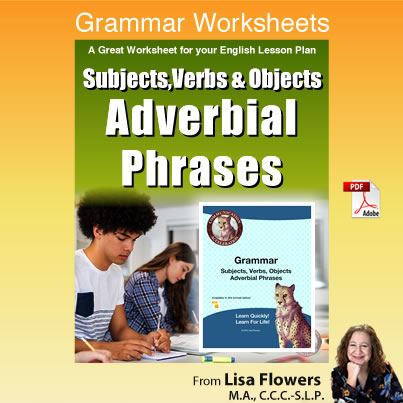 Grammar Worksheets
A Great Worksheet for your English Lesson Plan
Subjects,Verbs & Objects
Adverbial
Phrases
PDF
Adobe
Grammar
Subjects, Verbs, Objects
Adverbial Phrases
Learn Quickly!
Learn For Life!
From Lisa Flowers
M.A., C.C.C.-S.L.P.